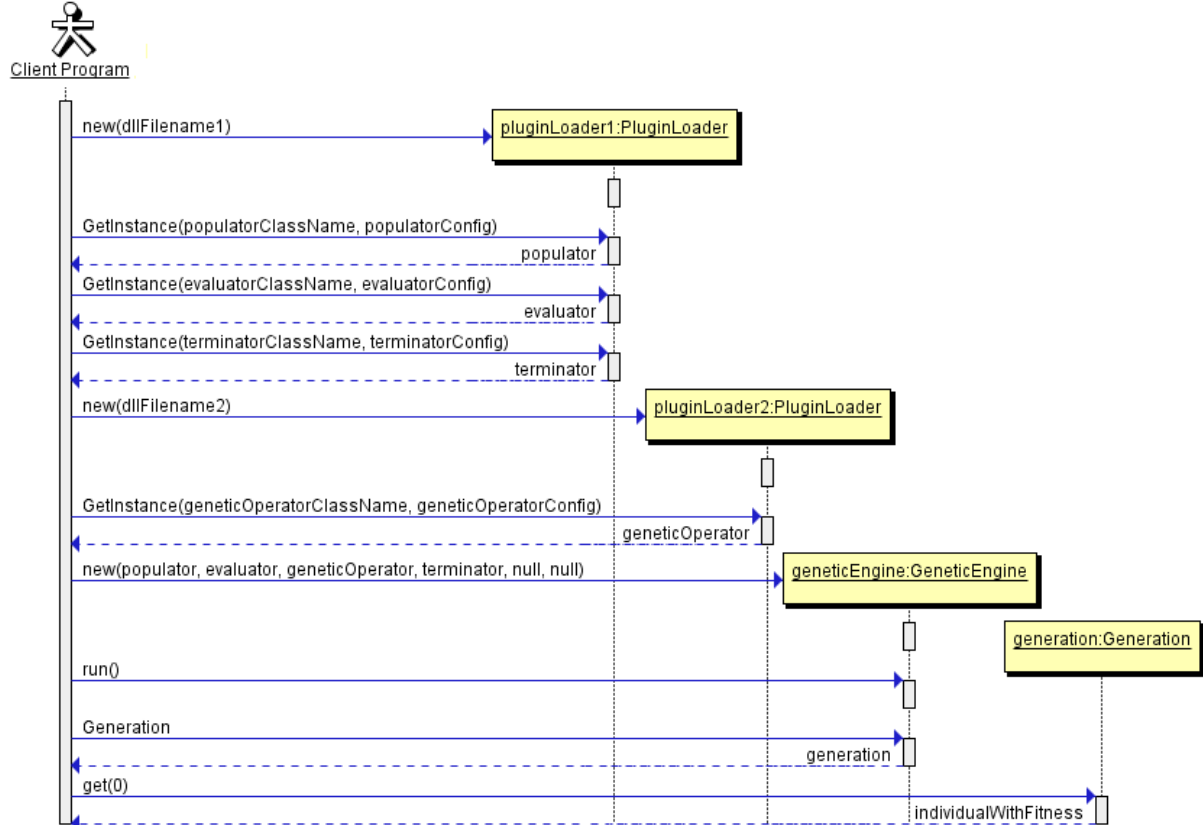 Client Program
new(dllFilename1)
pluginLoader1:PluginLoader
GetInstance(populatorClassName, populatorConfig)
populator
GetInstance(evaluatorClassName, evaluatorConfig)
evaluator
GetInstance(terminatorClassName, terminatorConfig)
terminator
new(dllFilename2)
pluginLoader2:PluginLoader
GetInstance(geneticOperatorClassName, geneticOperatorConfig)
geneticOperator
new(populator, evaluator, geneticOperator, terminator, null, null)
geneticEngine:GeneticEngine
generation:Generation
run()
Generation
generation
get(0)
individualWithFitness